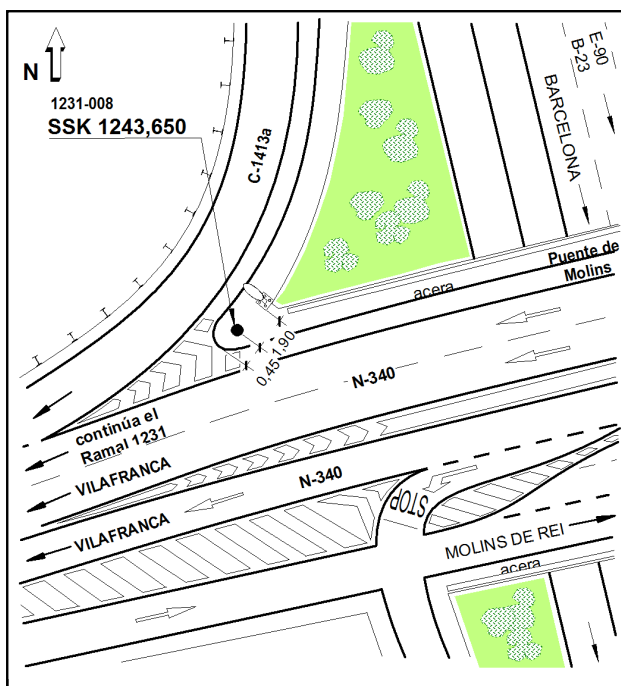 E-90
B-23
N
1231-008
SSK 1243,650
C-1413a
BARCELONA
Puente de
Molins
acera
0,45
1,90
N-340
continúa el
Ramal 1231
VILAFRANCA
N-340
STOP
VILAFRANCA
MOLINS DE REI
acera